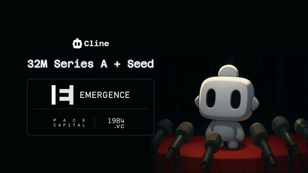 Cline
32M Series A + Seed
EMERGENCE
PACE
CAPITAL
1984
.vc